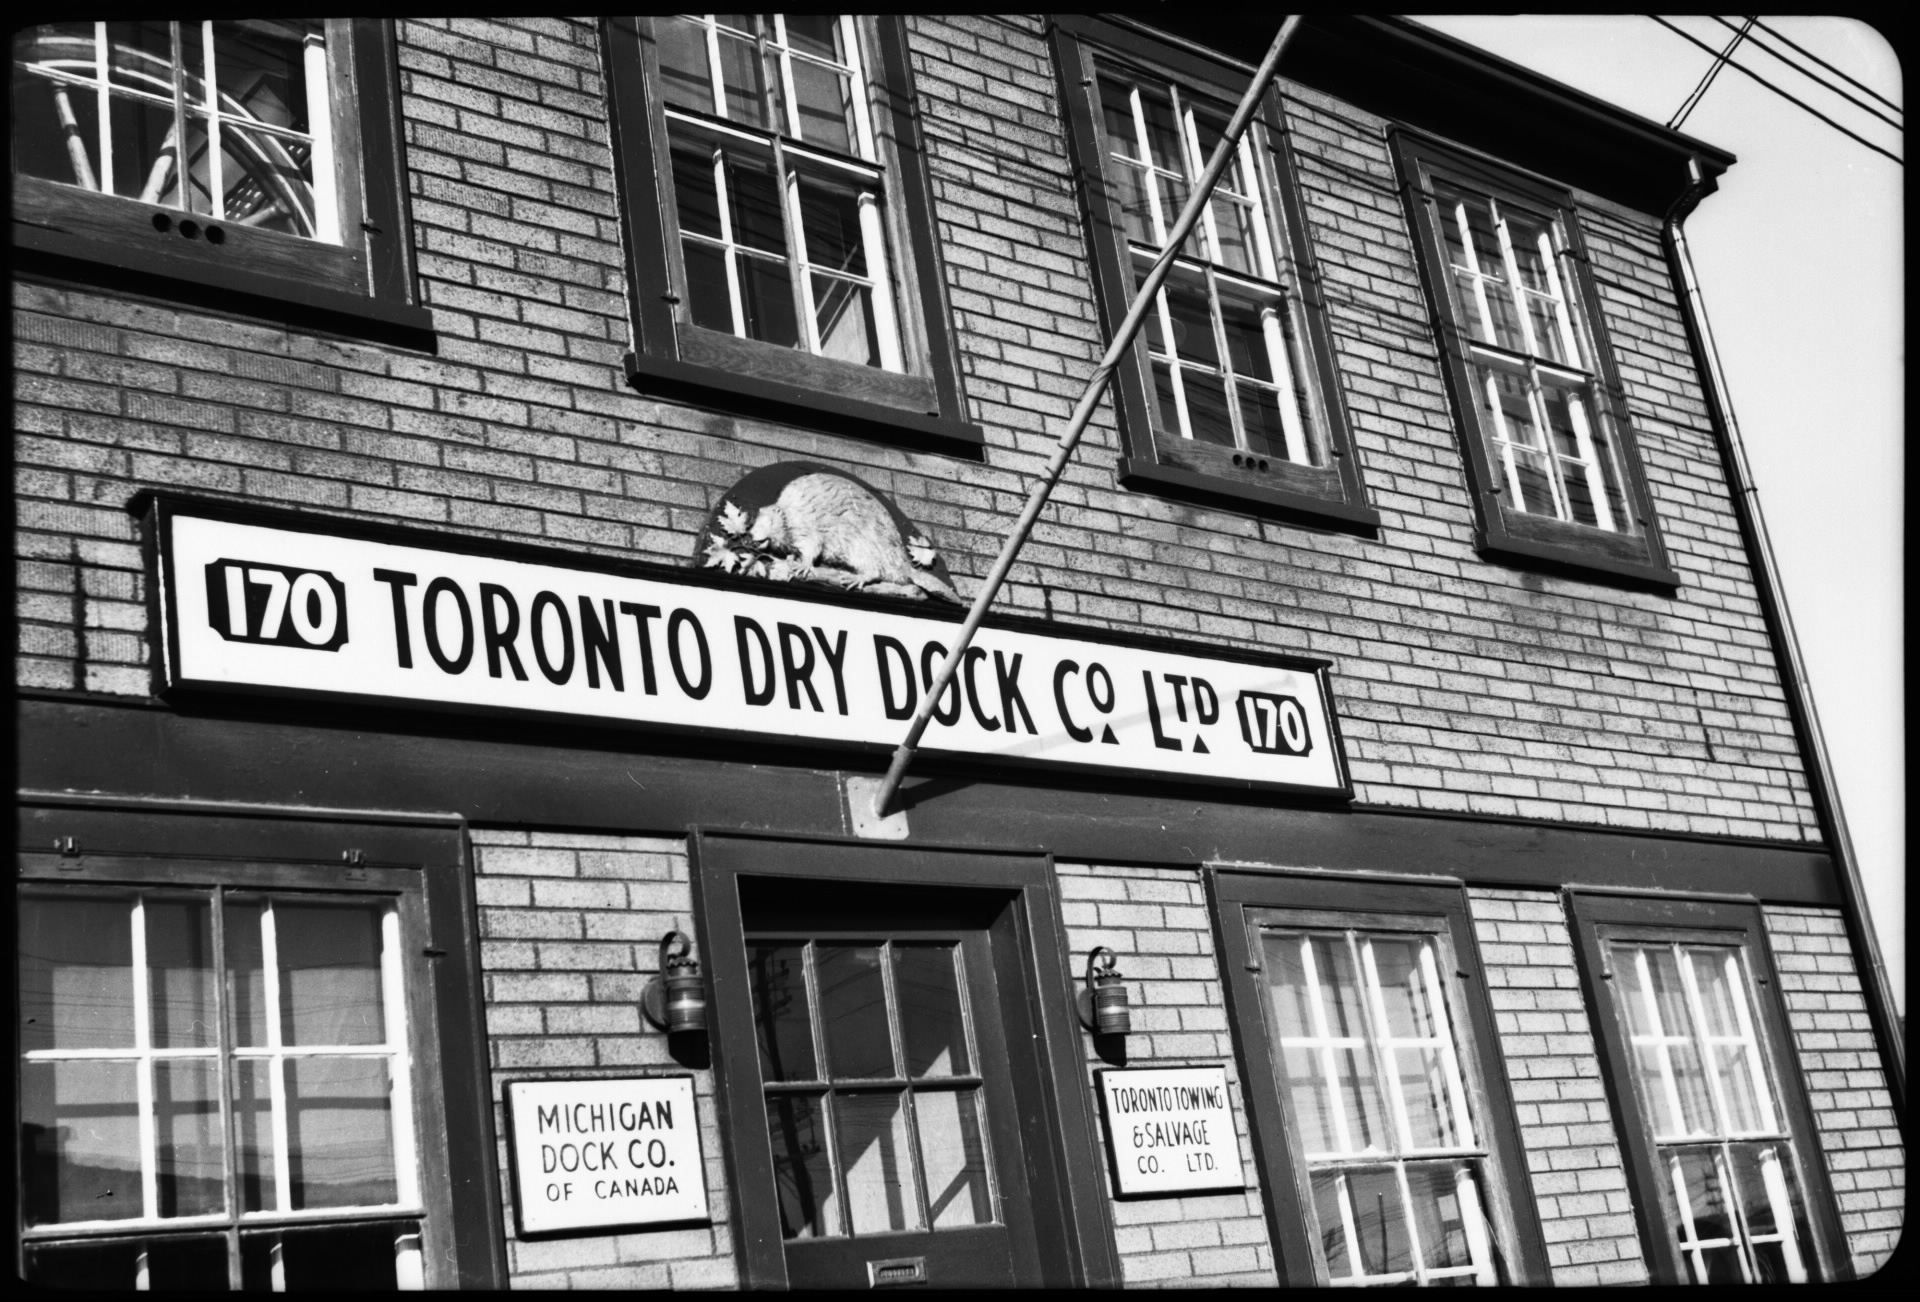 170 TORONTO DRY DOCK CO LTD 170
MICHIGAN
DOCK CO.
OF CANADA
TORONTO TOWING
& SALVAGE
CO. LTD.